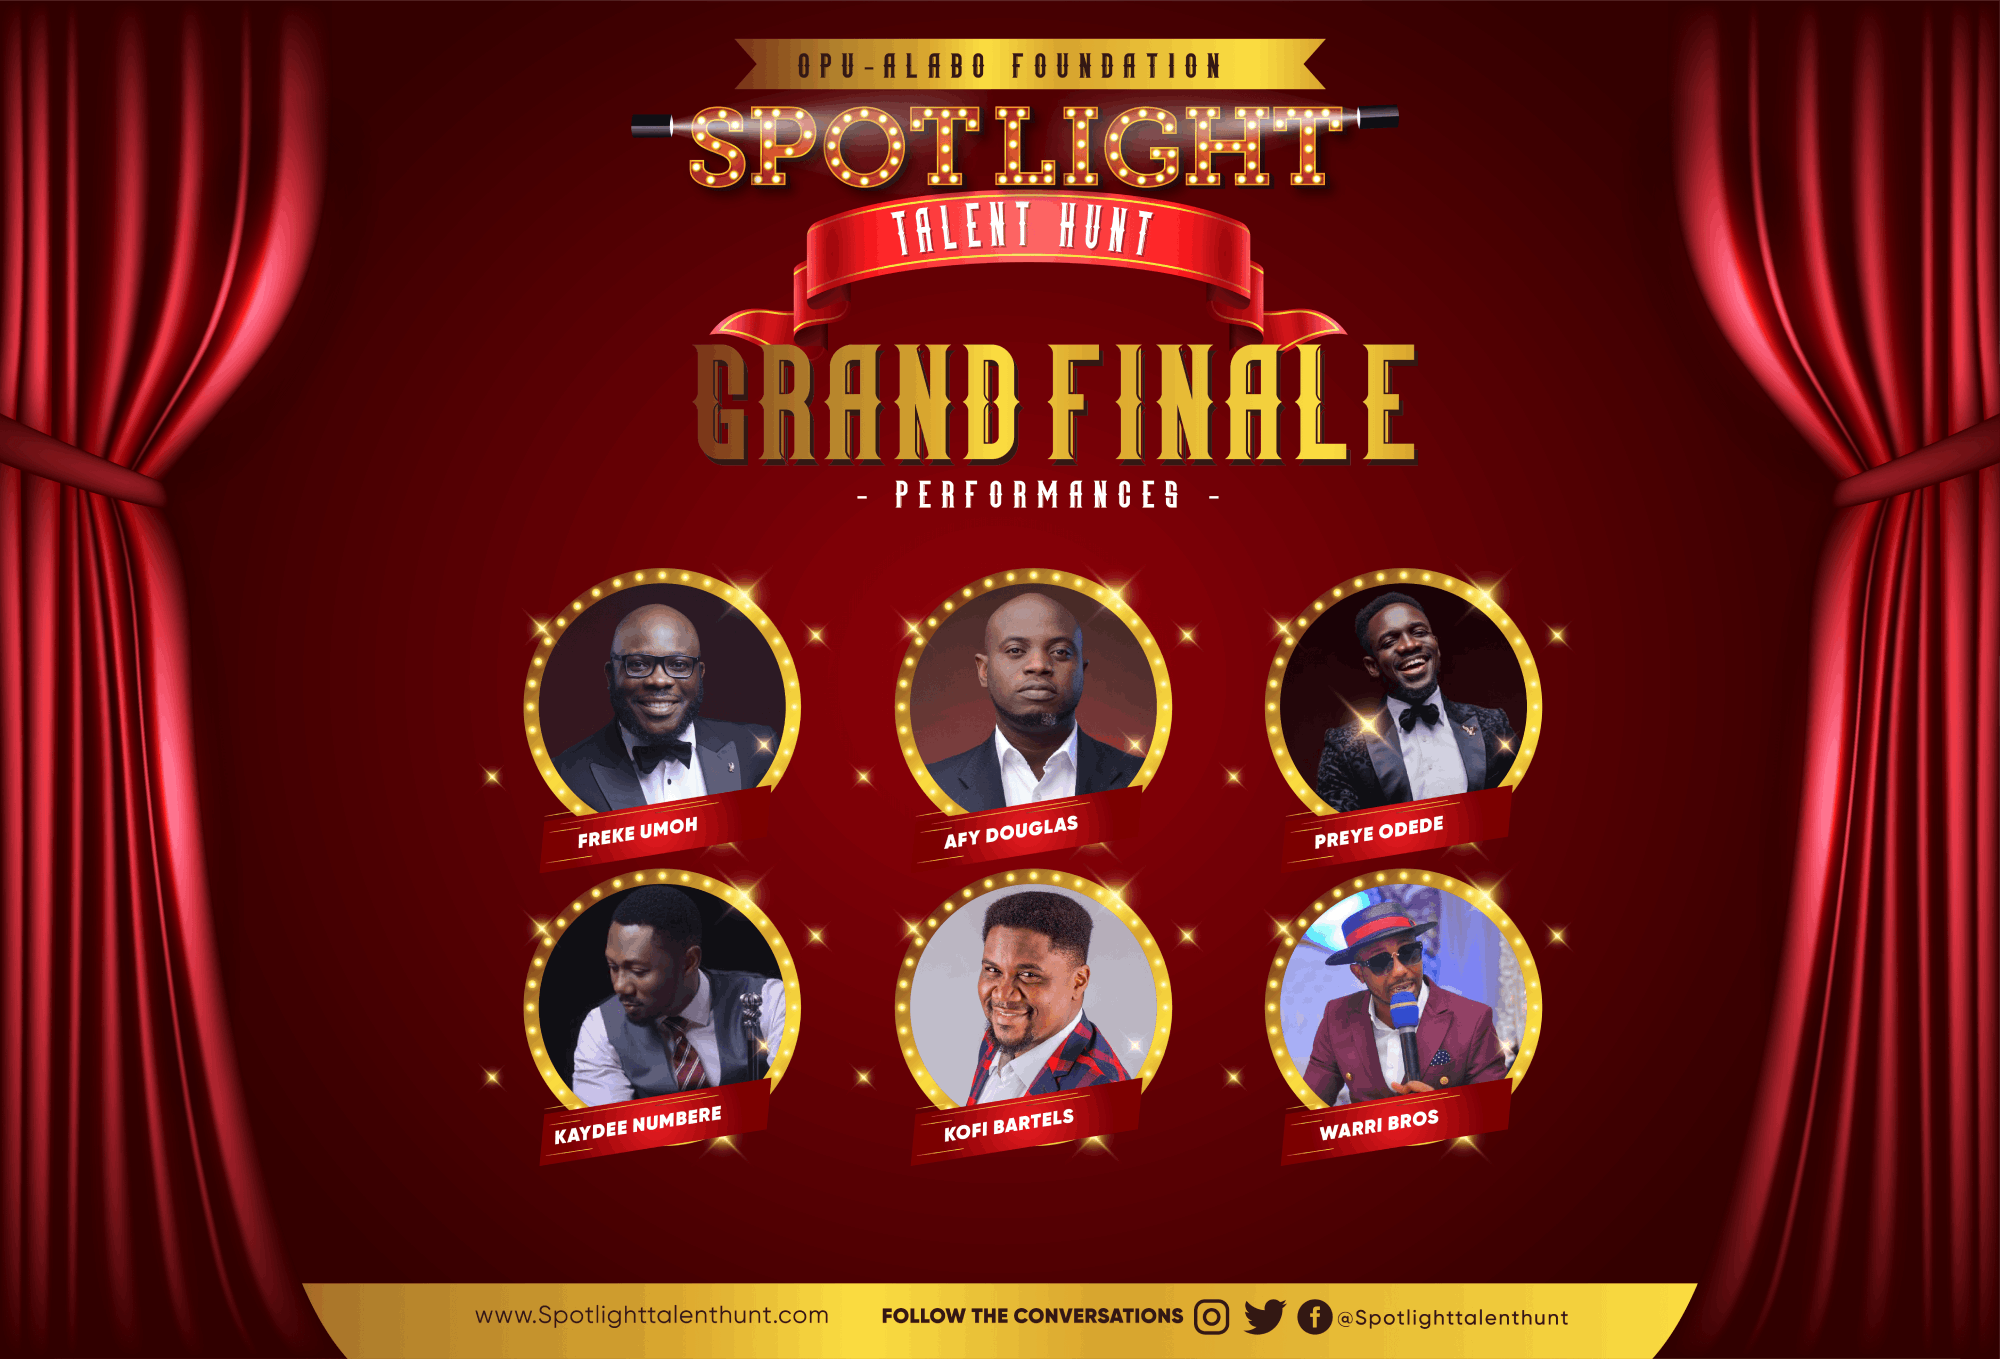 OPU-ALABO FOUNDATION
SPOTLIGHT
TALENT HUNT
GRAND FINALE
- PERFORMANCES -
FREKE UMOH
AFY DOUGLAS
PREYE ODEDE
KAYDEE NUMBERE
KOFI BARTELS
WARRI BROS
www.Spotlighttalenthunt.com FOLLOW THE CONVERSATIONS @Spotlighttalenthunt